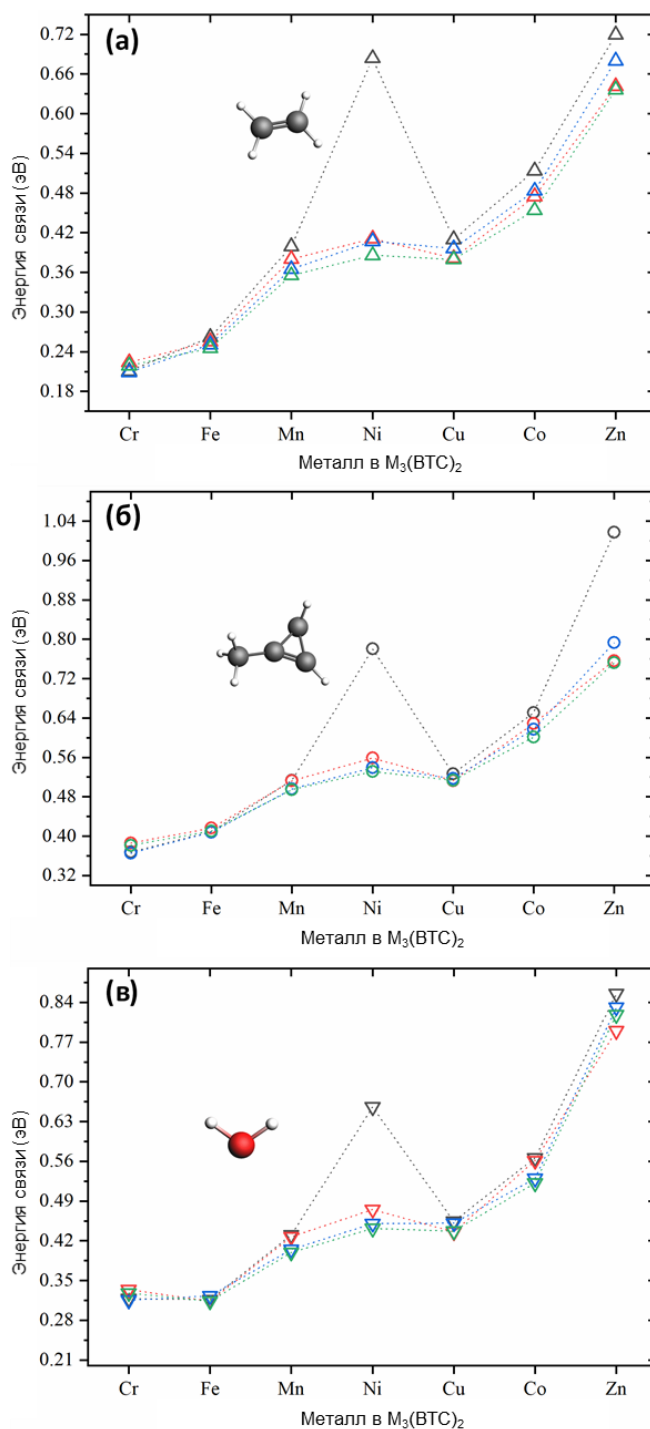 (а)
Энергия связи (эВ)
0.72
0.66
0.60
0.54
0.48
0.42
0.36
0.30
0.24
0.18
Cr Fe Mn Ni Cu Co Zn
Металл в M₃(BTC)₂
(б)
Энергия связи (эВ)
1.04
0.96
0.88
0.80
0.72
0.64
0.56
0.48
0.40
0.32
Cr Fe Mn Ni Cu Co Zn
Металл в M₃(BTC)₂
(в)
Энергия связи (эВ)
0.84
0.77
0.70
0.63
0.56
0.49
0.42
0.35
0.28
0.21
Cr Fe Mn Ni Cu Co Zn
Металл в M₃(BTC)₂